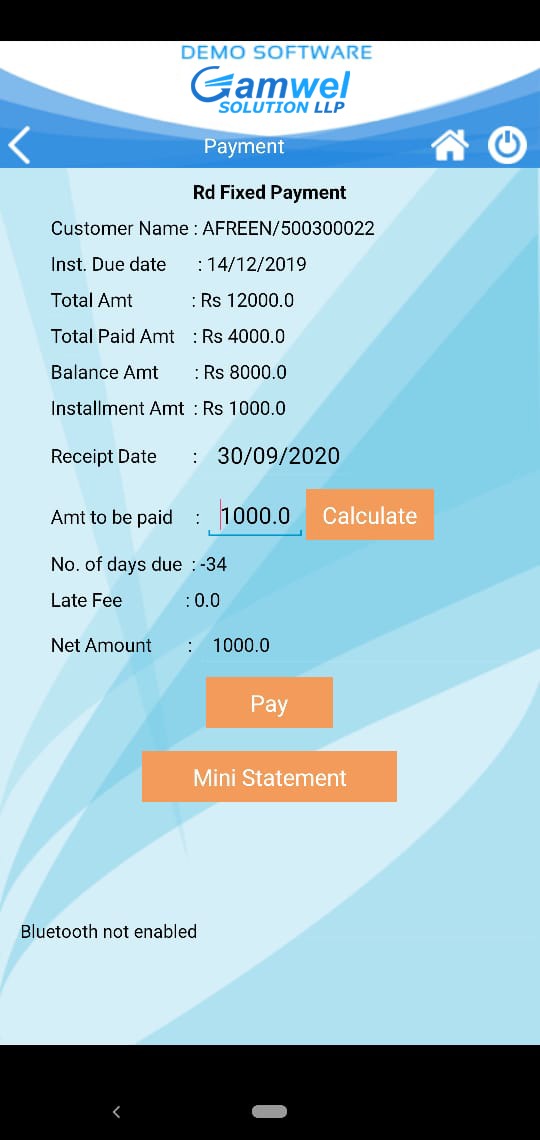 DEMO SOFTWARE
Gamwel
SOLUTION LLP
Payment
Rd Fixed Payment
Customer Name : AFREEN/500300022
Inst. Due date : 14/12/2019
Total Amt : Rs 12000.0
Total Paid Amt : Rs 4000.0
Balance Amt : Rs 8000.0
Installment Amt : Rs 1000.0
Receipt Date : 30/09/2020
Amt to be paid : 1000.0 Calculate
No. of days due : -34
Late Fee : 0.0
Net Amount : 1000.0
Pay
Mini Statement
Bluetooth not enabled